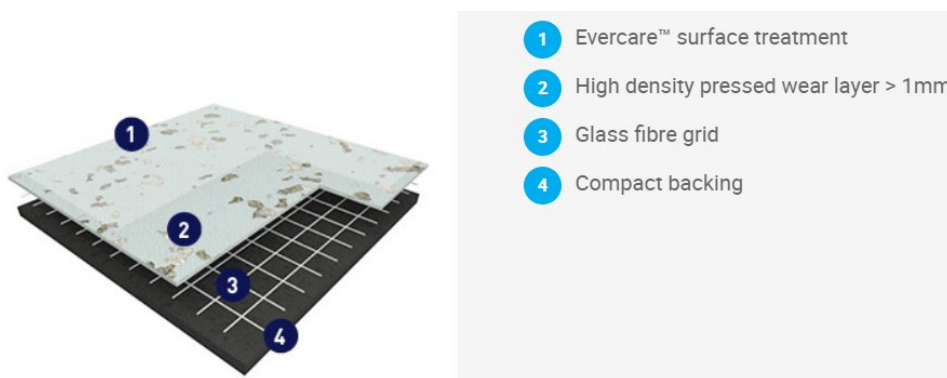 1
2
3
4
1 Evercare™ surface treatment
2 High density pressed wear layer > 1mm
3 Glass fibre grid
4 Compact backing